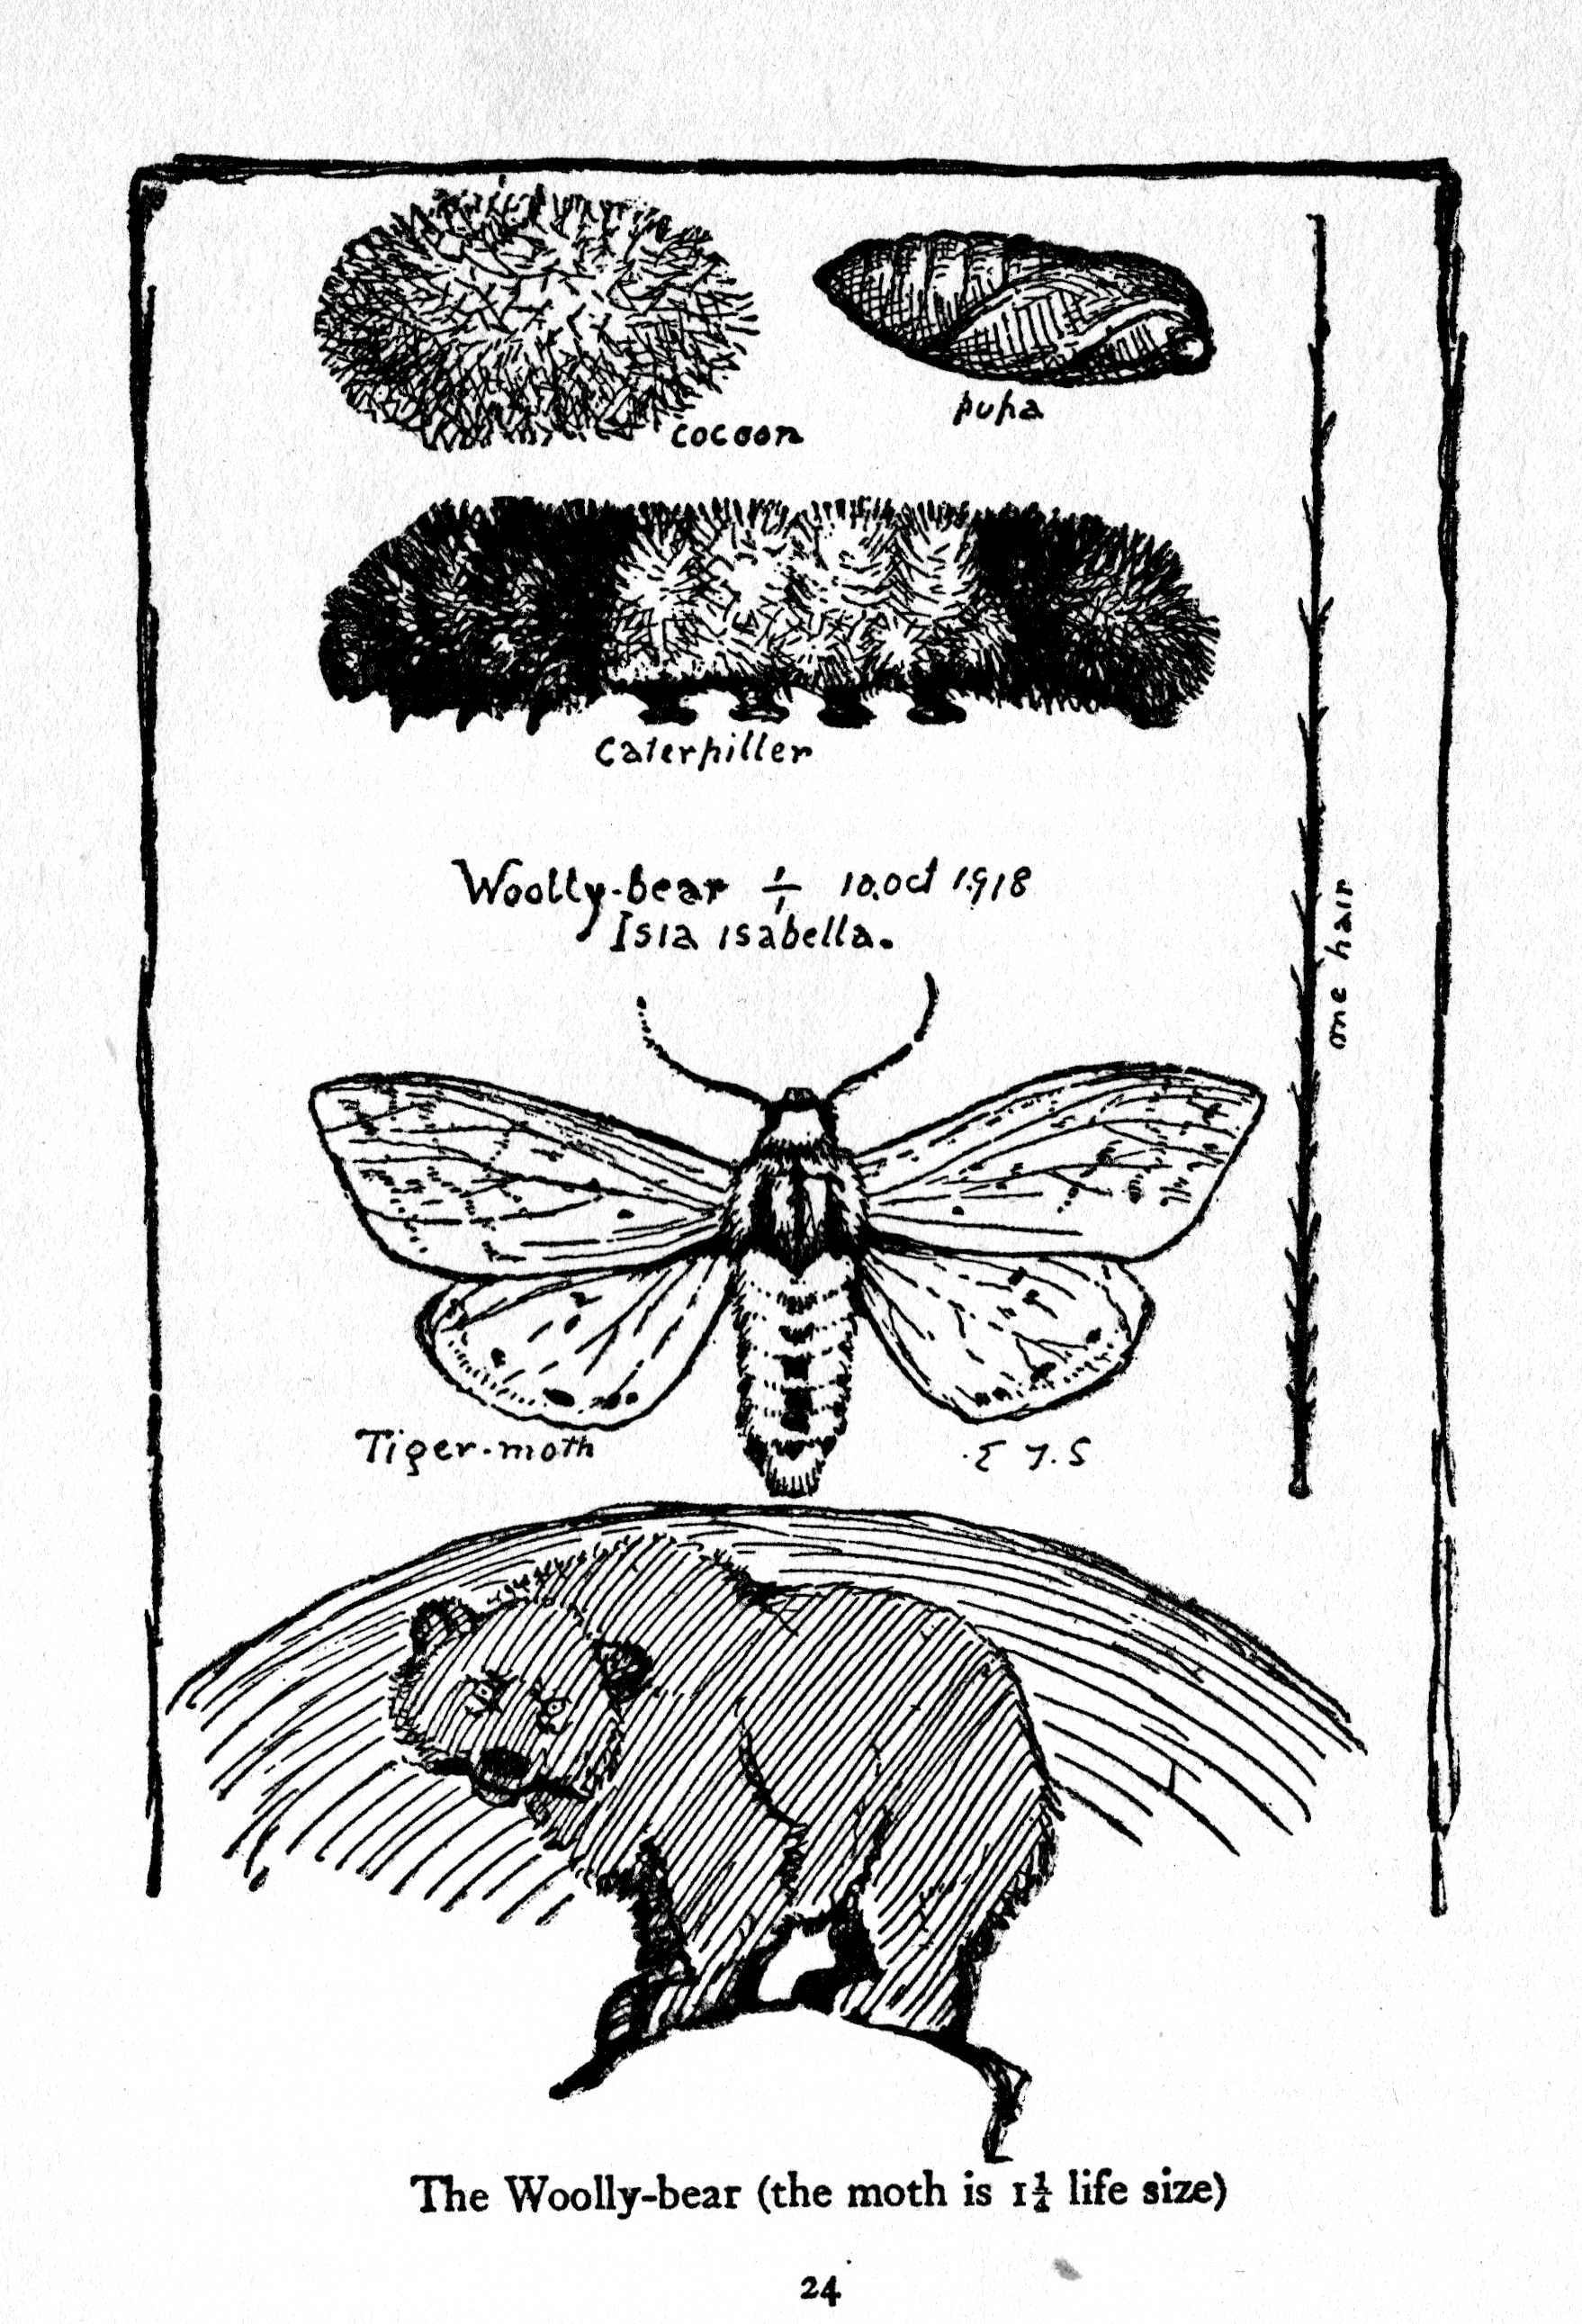 cocoon
pupa
Caterpiller
Woolly-bear 1/1 10.oct 1918
Isia isabella.
one hair
Tiger-moth
E T.S
The Woolly-bear (the moth is 1¼ life size)
24